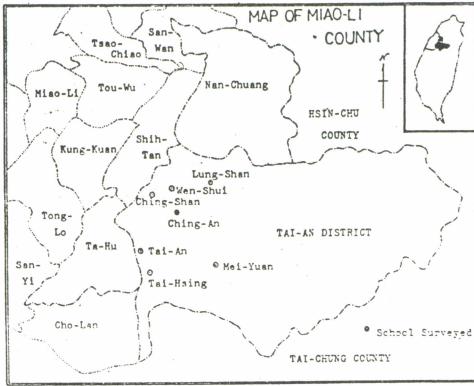 MAP OF MIAO-LI
COUNTY
San-
Wan
Tsao-
Chiao
Miao-Li
Tou-Wu
Nan-Chuang
N
HSIN-CHU
COUNTY
Kung-Kuan
Shih-
Tan
Lung-Shan
Wen-Shui
Ching-Shan
Ching-An
Tong-
Lo
Ta-Hu
TAI-AN DISTRICT
Tai-An
San-
Yi
Mei-Yuan
Tai-Hsing
Cho-Lan
School Surveyed
TAI-CHUNG COUNTY